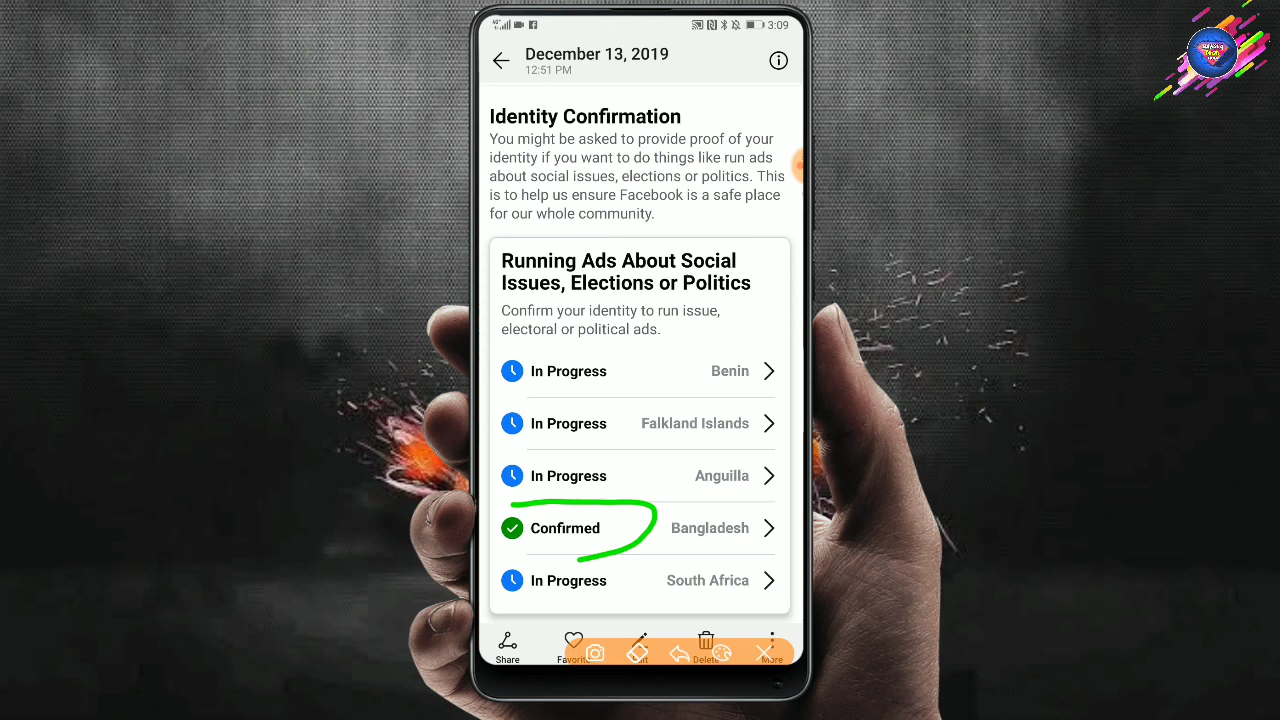 3:09
December 13, 2019
12:51 PM
Identity Confirmation
You might be asked to provide proof of your
identity if you want to do things like run ads
about social issues, elections or politics. This
is to help us ensure Facebook is a safe place
for our whole community.
Running Ads About Social
Issues, Elections or Politics
Confirm your identity to run issue,
electoral or political ads.
In Progress Benin
In Progress Falkland Islands
In Progress Anguilla
Confirmed Bangladesh
In Progress South Africa
Share Delete More